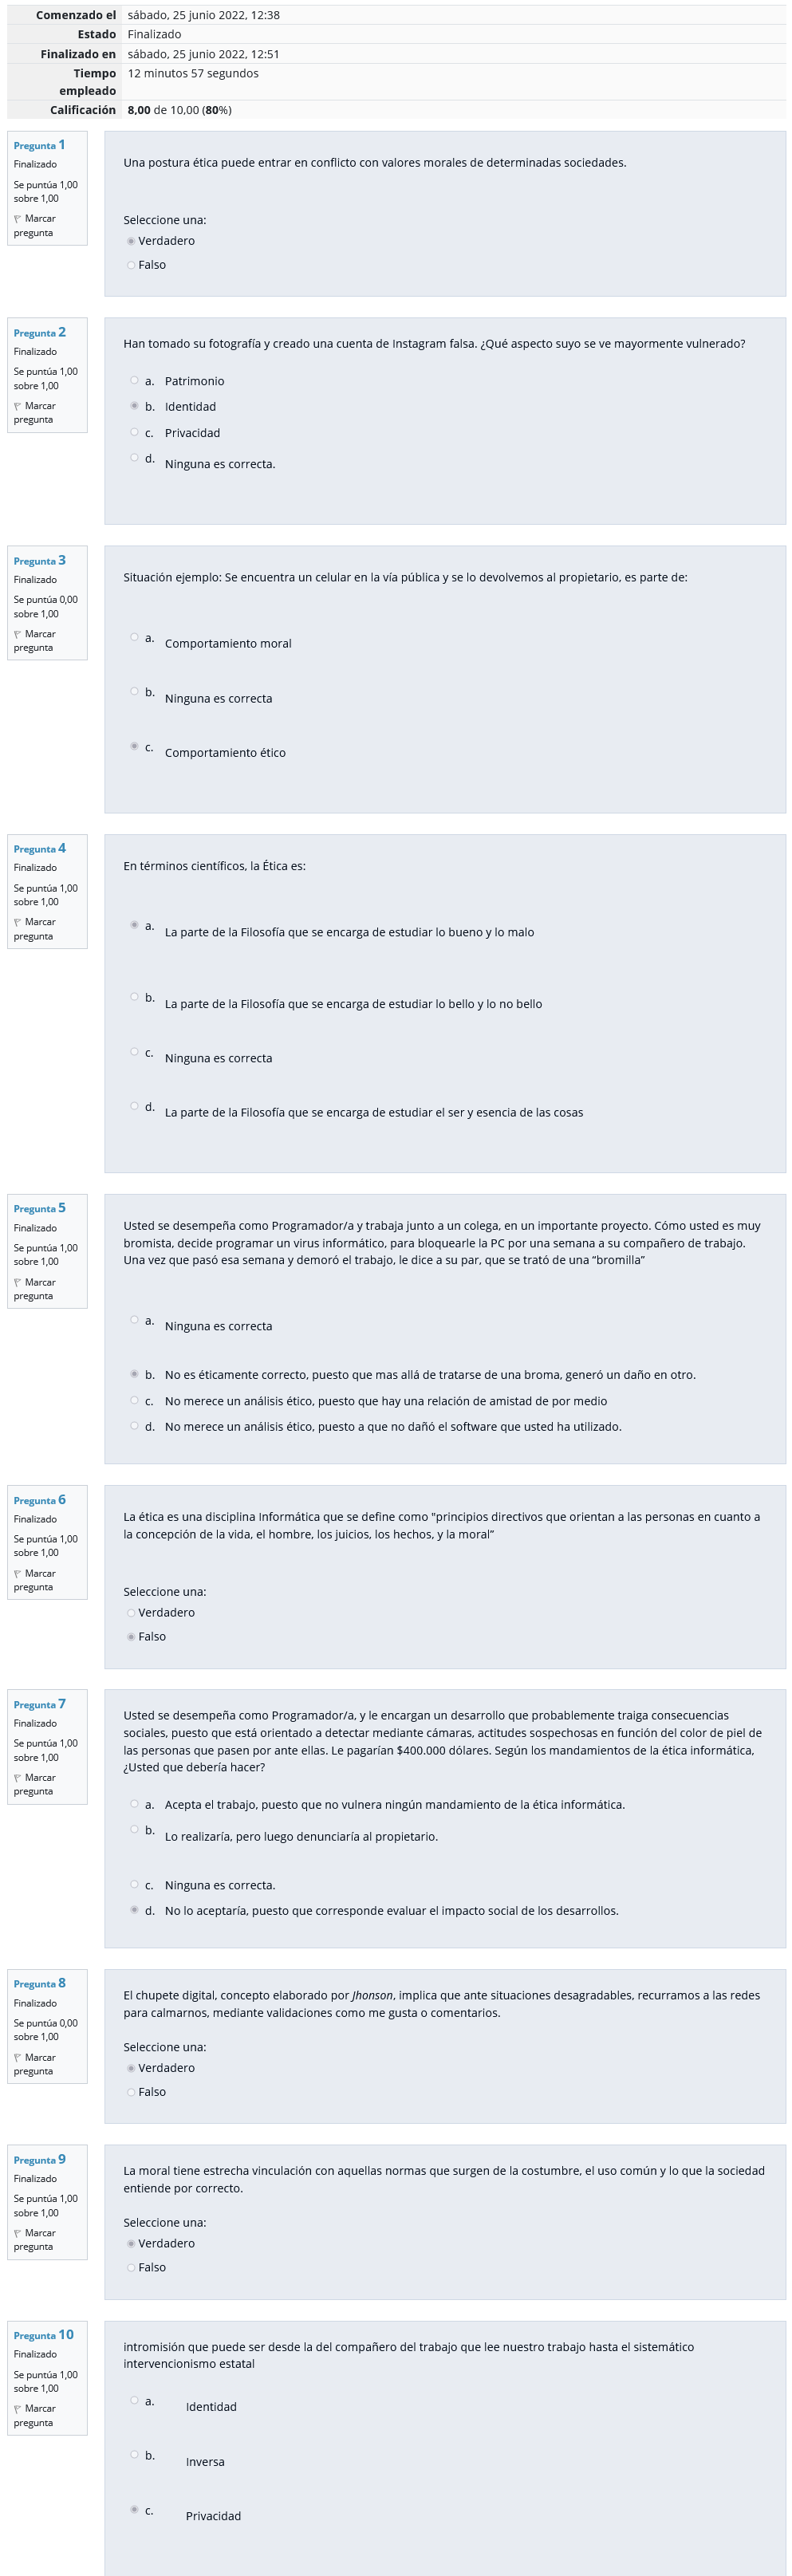 Comenzado el sábado, 25 junio 2022, 12:38
Estado Finalizado
Finalizado en sábado, 25 junio 2022, 12:51
Tiempo empleado 12 minutos 57 segundos
Calificación 8,00 de 10,00 (80%)
Pregunta 1
Finalizado
Se puntúa 1,00
sobre 1,00
Marcar
pregunta
Una postura ética puede entrar en conflicto con valores morales de determinadas sociedades.
Seleccione una:
Verdadero
Falso
Pregunta 2
Finalizado
Se puntúa 1,00
sobre 1,00
Marcar
pregunta
Han tomado su fotografía y creado una cuenta de Instagram falsa. ¿Qué aspecto suyo se ve mayormente vulnerado?
a. Patrimonio
b. Identidad
c. Privacidad
d. Ninguna es correcta.
Pregunta 3
Finalizado
Se puntúa 0,00
sobre 1,00
Marcar
pregunta
Situación ejemplo: Se encuentra un celular en la vía pública y se lo devolvemos al propietario, es parte de:
a. Comportamiento moral
b. Ninguna es correcta
c. Comportamiento ético
Pregunta 4
Finalizado
Se puntúa 1,00
sobre 1,00
Marcar
pregunta
En términos científicos, la Ética es:
a. La parte de la Filosofía que se encarga de estudiar lo bueno y lo malo
b. La parte de la Filosofía que se encarga de estudiar lo bello y lo no bello
c. Ninguna es correcta
d. La parte de la Filosofía que se encarga de estudiar el ser y esencia de las cosas
Pregunta 5
Finalizado
Se puntúa 1,00
sobre 1,00
Marcar
pregunta
Usted se desempeña como Programador/a y trabaja junto a un colega, en un importante proyecto. Cómo usted es muy
bromista, decide programar un virus informático, para bloquearle la PC por una semana a su compañero de trabajo.
Una vez que pasó esa semana y demoró el trabajo, le dice a su par, que se trató de una “bromilla”
a. Ninguna es correcta
b. No es éticamente correcto, puesto que mas allá de tratarse de una broma, generó un daño en otro.
c. No merece un análisis ético, puesto que hay una relación de amistad de por medio
d. No merece un análisis ético, puesto a que no dañó el software que usted ha utilizado.
Pregunta 6
Finalizado
Se puntúa 1,00
sobre 1,00
Marcar
pregunta
La ética es una disciplina Informática que se define como "principios directivos que orientan a las personas en cuanto a
la concepción de la vida, el hombre, los juicios, los hechos, y la moral”
Seleccione una:
Verdadero
Falso
Pregunta 7
Finalizado
Se puntúa 1,00
sobre 1,00
Marcar
pregunta
Usted se desempeña como Programador/a, y le encargan un desarrollo que probablemente traiga consecuencias
sociales, puesto que está orientado a detectar mediante cámaras, actitudes sospechosas en función del color de piel de
las personas que pasen por ante ellas. Le pagarían $400.000 dólares. Según los mandamientos de la ética informática,
¿Usted que debería hacer?
a. Acepta el trabajo, puesto que no vulnera ningún mandamiento de la ética informática.
b. Lo realizaría, pero luego denunciaría al propietario.
c. Ninguna es correcta.
d. No lo aceptaría, puesto que corresponde evaluar el impacto social de los desarrollos.
Pregunta 8
Finalizado
Se puntúa 0,00
sobre 1,00
Marcar
pregunta
El chupete digital, concepto elaborado por Jhonson, implica que ante situaciones desagradables, recurramos a las redes
para calmarnos, mediante validaciones como me gusta o comentarios.
Seleccione una:
Verdadero
Falso
Pregunta 9
Finalizado
Se puntúa 1,00
sobre 1,00
Marcar
pregunta
La moral tiene estrecha vinculación con aquellas normas que surgen de la costumbre, el uso común y lo que la sociedad
entiende por correcto.
Seleccione una:
Verdadero
Falso
Pregunta 10
Finalizado
Se puntúa 1,00
sobre 1,00
Marcar
pregunta
intromisión que puede ser desde la del compañero del trabajo que lee nuestro trabajo hasta el sistemático
intervencionismo estatal
a. Identidad
b. Inversa
c. Privacidad